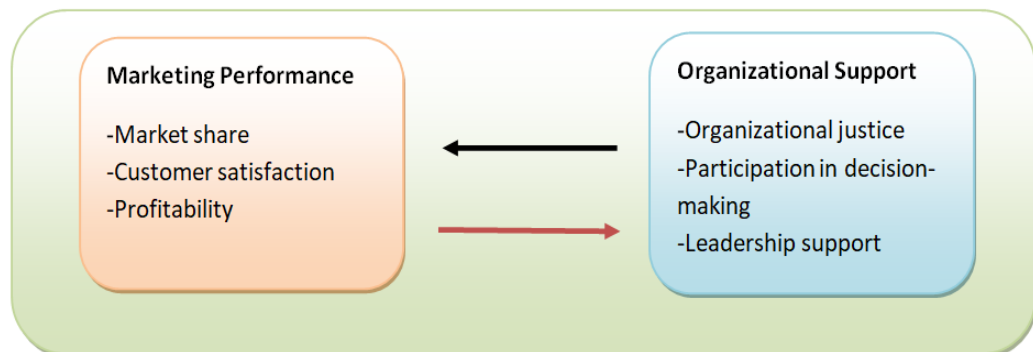 Marketing Performance
-Market share
-Customer satisfaction
-Profitability
Organizational Support
-Organizational justice
-Participation in decision-
making
-Leadership support